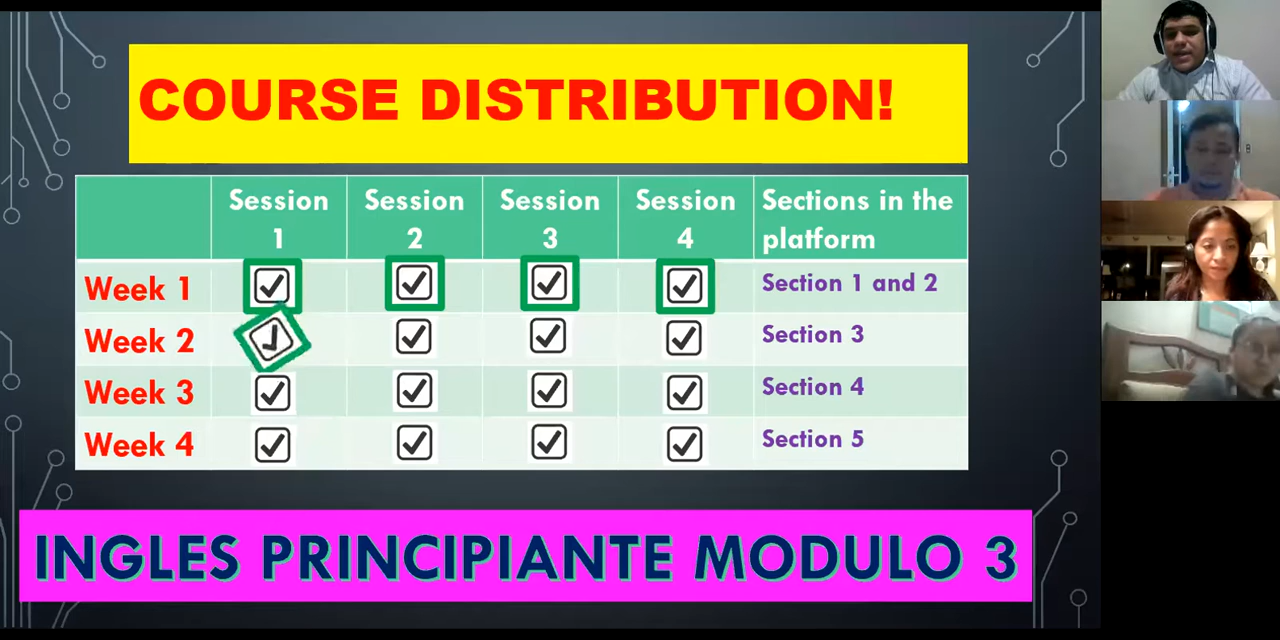 COURSE DISTRIBUTION!
Session 1 Session 2 Session 3 Session 4 Sections in the platform
Week 1 Section 1 and 2
Week 2 Section 3
Week 3 Section 4
Week 4 Section 5
INGLES PRINCIPIANTE MODULO 3